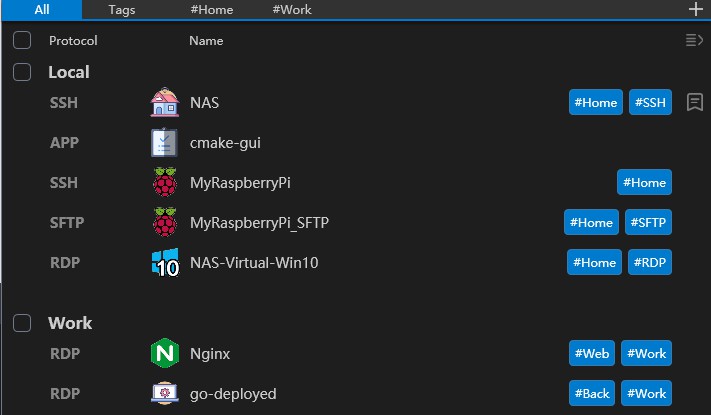 All Tags #Home #Work
Protocol Name
Local
SSH NAS #Home #SSH
APP cmake-gui
SSH MyRaspberryPi #Home
SFTP MyRaspberryPi_SFTP #Home #SFTP
RDP 10 NAS-Virtual-Win10 #Home #RDP
Work
RDP N Nginx #Web #Work
RDP go-deployed #Back #Work